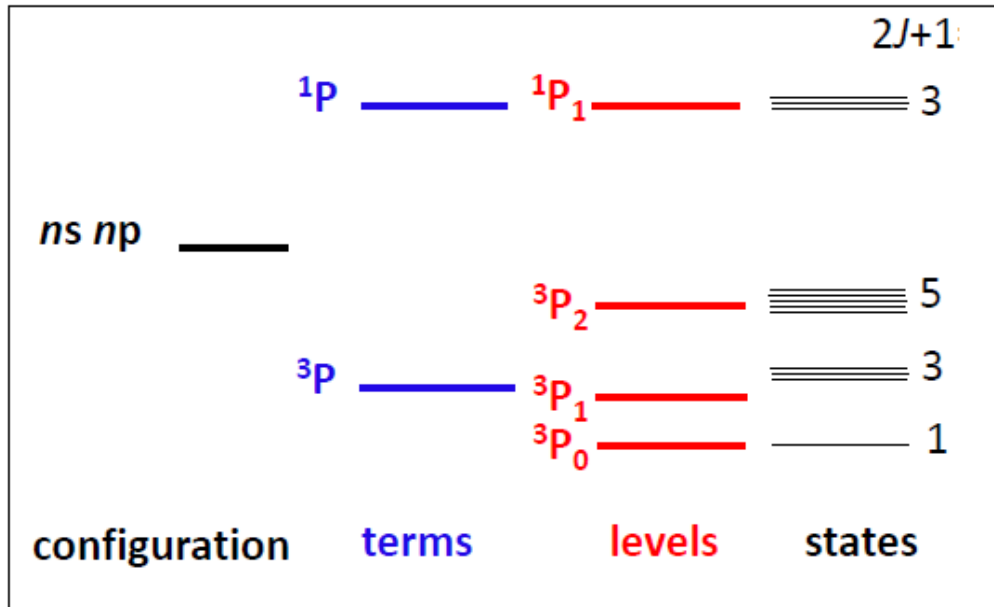 2J+1
¹P ¹P₁ 3
ns np
³P₂ 5
³P ³P₁ 3
³P₀ 1
configuration terms levels states